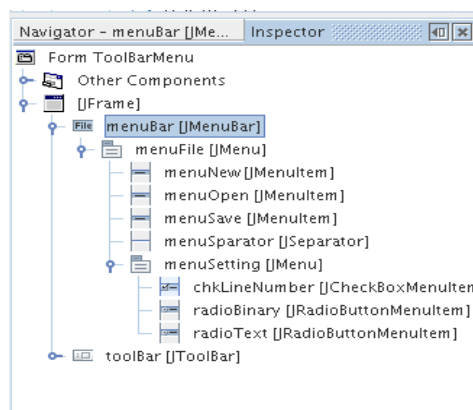 Navigator - menuBar [JMe... Inspector
Form ToolBarMenu
Other Components
[JFrame]
File menuBar [JMenuBar]
menuFile [JMenu]
menuNew [JMenuItem]
menuOpen [JMenuItem]
menuSave [JMenuItem]
menuSparator [JSeparator]
menuSetting [JMenu]
chkLineNumber [JCheckBoxMenuItem
radioBinary [JRadioButtonMenuItem]
radioText [JRadioButtonMenuItem]
toolBar [JToolBar]